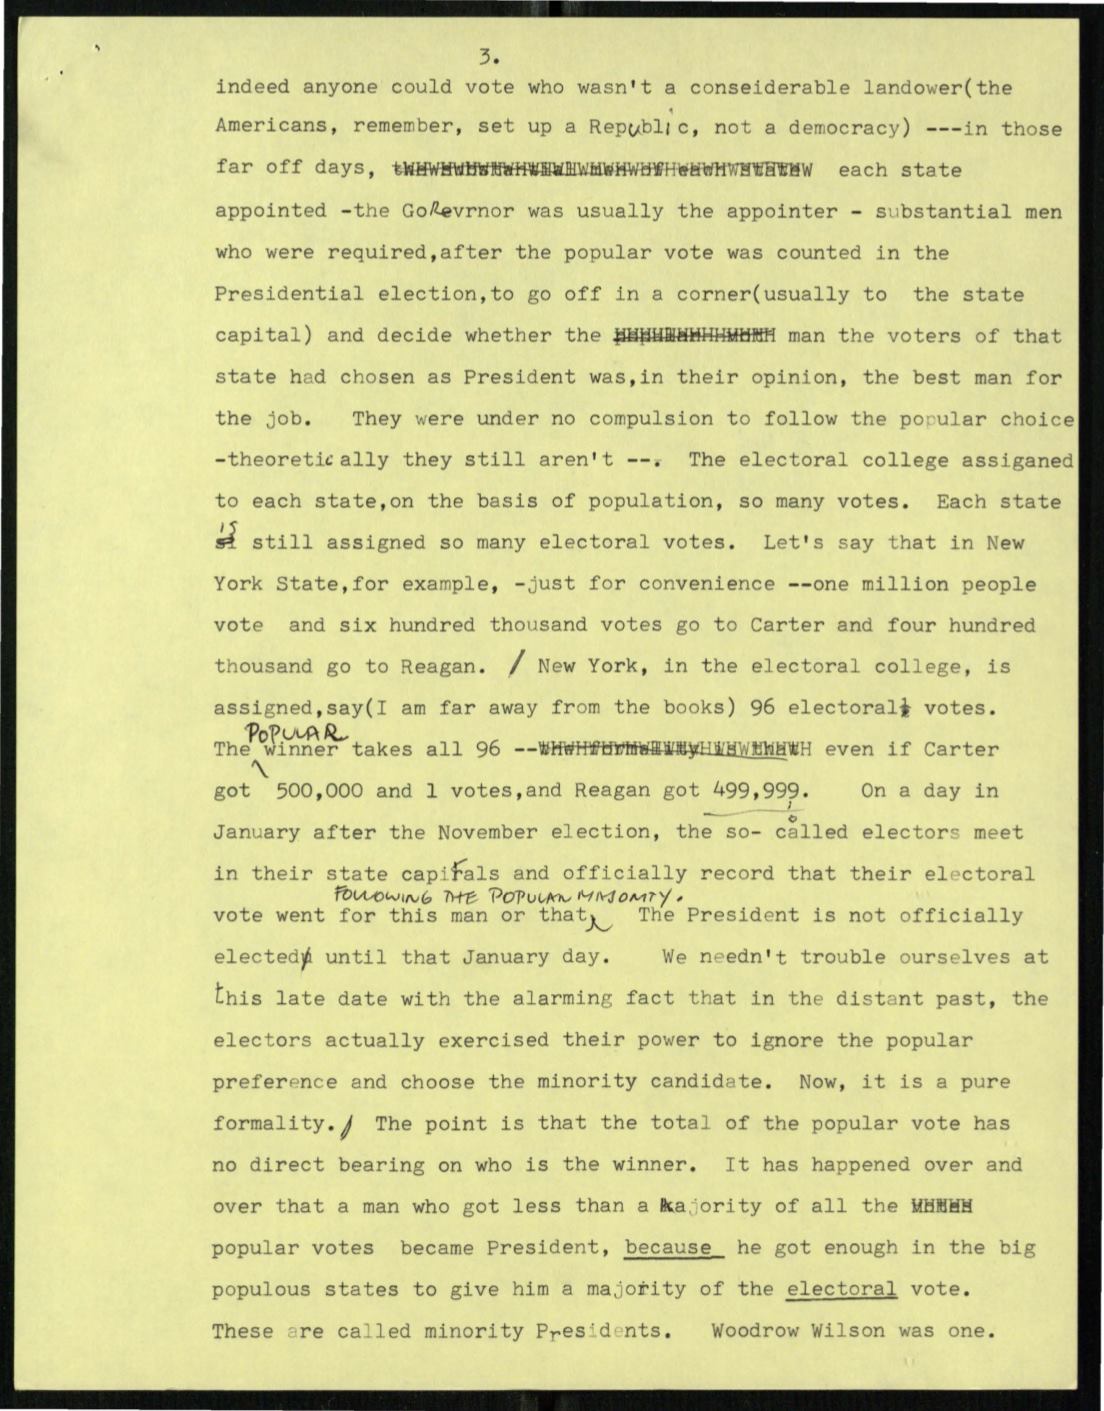 3.
indeed anyone could vote who wasn't a conseiderable landower(the
Americans, remember, set up a Republic, not a democracy) ---in those
far off days, each state
appointed -the GoRevrnor was usually the appointer - substantial men
who were required,after the popular vote was counted in the
Presidential election,to go off in a corner(usually to the state
capital) and decide whether the man the voters of that
state had chosen as President was,in their opinion, the best man for
the job. They were under no compulsion to follow the popular choice
-theoretically they still aren't --. The electoral college assiganed
to each state,on the basis of population, so many votes. Each state
is
still assigned so many electoral votes. Let's say that in New
York State,for example, -just for convenience --one million people
vote and six hundred thousand votes go to Carter and four hundred
thousand go to Reagan. / New York, in the electoral college, is
assigned,say(I am far away from the books) 96 electoral votes.
POPULAR
The winner takes all 96 -- even if Carter
got 500,000 and 1 votes,and Reagan got 499,999. On a day in
January after the November election, the so- called electors meet
in their state capitals and officially record that their electoral
FOLLOWING THE POPULAR MAJORITY.
vote went for this man or that The President is not officially
elected until that January day. We needn't trouble ourselves at
this late date with the alarming fact that in the distant past, the
electors actually exercised their power to ignore the popular
preference and choose the minority candidate. Now, it is a pure
formality./ The point is that the total of the popular vote has
no direct bearing on who is the winner. It has happened over and
over that a man who got less than a majority of all the
popular votes became President, because he got enough in the big
populous states to give him a majority of the electoral vote.
These are called minority Presidents. Woodrow Wilson was one.